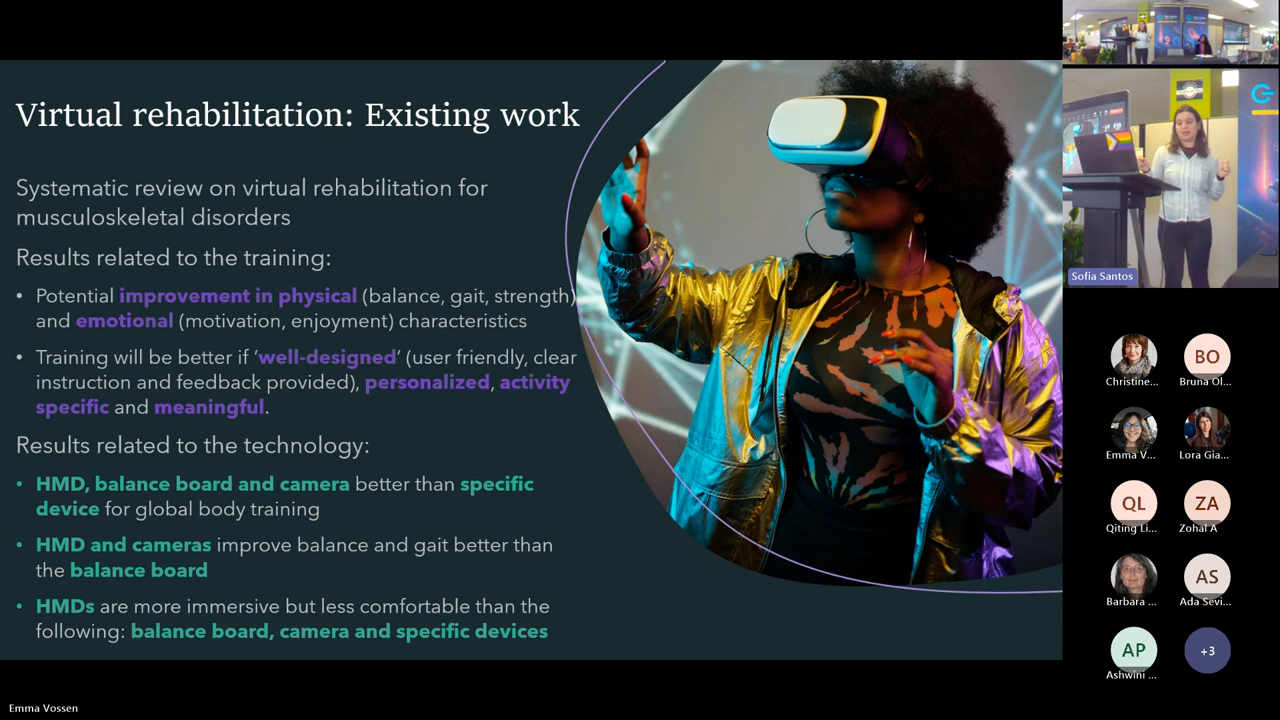 Virtual rehabilitation: Existing work
Systematic review on virtual rehabilitation for
musculoskeletal disorders
Results related to the training:
• Potential improvement in physical (balance, gait, strength)
and emotional (motivation, enjoyment) characteristics
• Training will be better if ‘well-designed’ (user friendly, clear
instruction and feedback provided), personalized, activity
specific and meaningful.
Results related to the technology:
• HMD, balance board and camera better than specific
device for global body training
• HMD and cameras improve balance and gait better than
the balance board
• HMDs are more immersive but less comfortable than the
following: balance board, camera and specific devices
Sofia Santos
Christine...
BO
Bruna Ol...
Emma V...
Lora Gia...
QL
Qiting Li...
ZA
Zohal A
Barbara ...
AS
Ada Sevi...
AP
Ashwini ...
+3
Emma Vossen